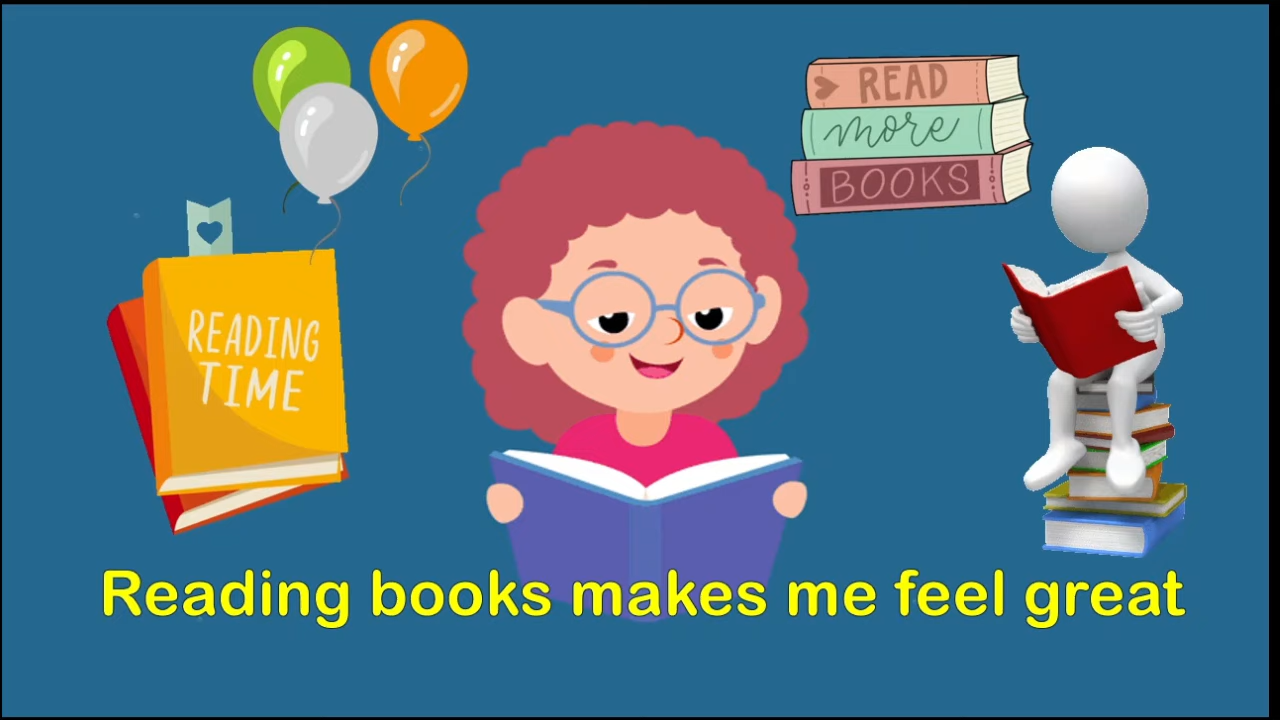 READ
more
BOOKS
READING
TIME
Reading books makes me feel great